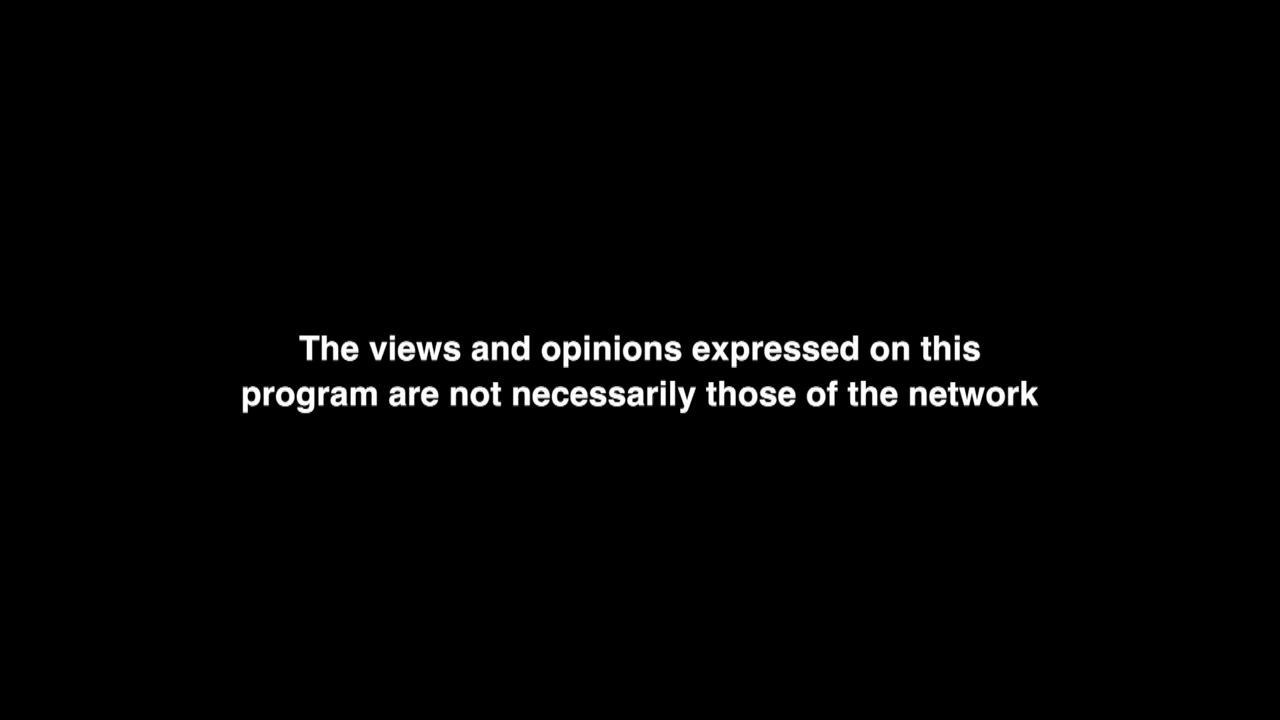 The views and opinions expressed on this
program are not necessarily those of the network